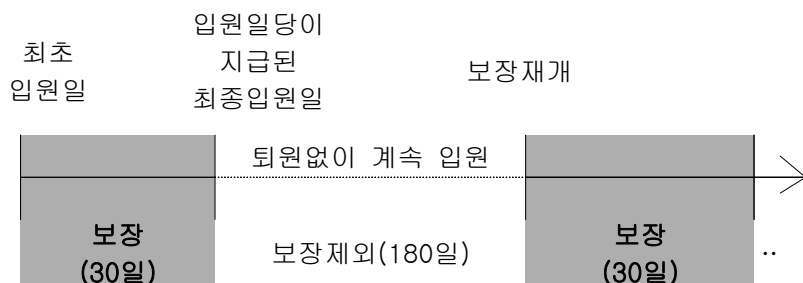 최초
입원일
입원일당이
지급된
최종입원일
보장재개
퇴원없이 계속 입원
보장
(30일)
보장제외(180일)
보장
(30일)
..